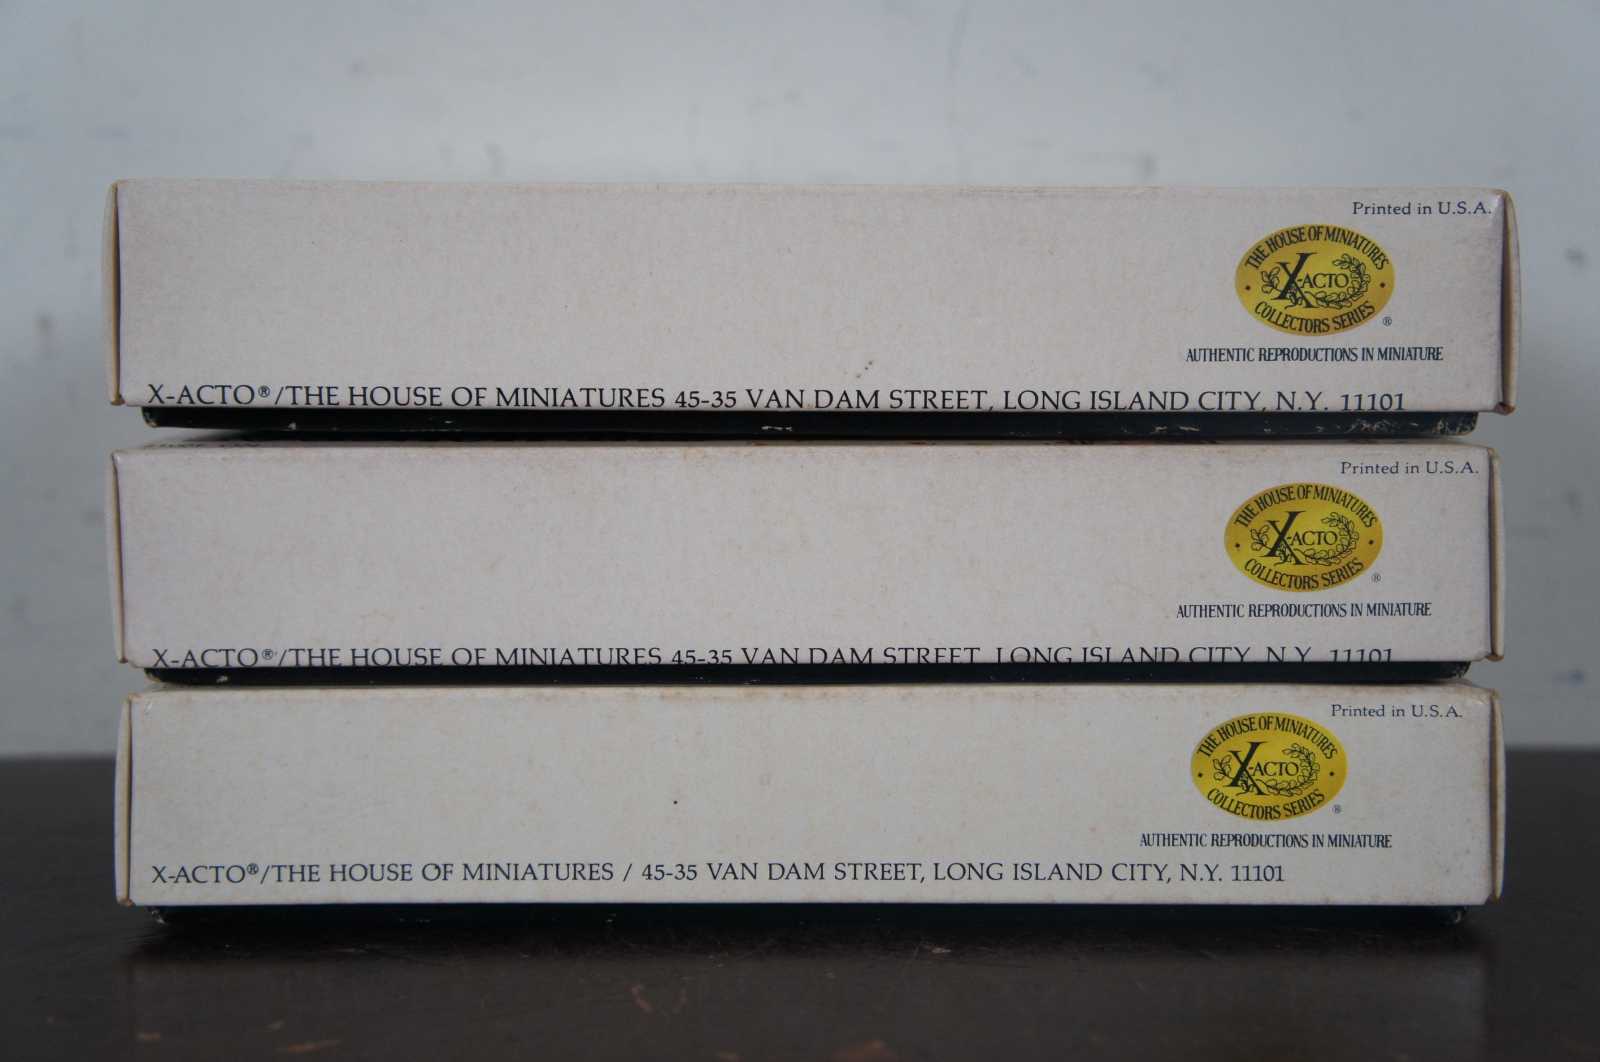 Printed in U.S.A.
THE HOUSE OF MINIATURES
X-ACTO
COLLECTORS SERIES
®
AUTHENTIC REPRODUCTIONS IN MINIATURE
X-ACTO®/THE HOUSE OF MINIATURES 45-35 VAN DAM STREET, LONG ISLAND CITY, N.Y. 11101
Printed in U.S.A.
THE HOUSE OF MINIATURES
X-ACTO
COLLECTORS SERIES
®
AUTHENTIC REPRODUCTIONS IN MINIATURE
X-ACTO®/THE HOUSE OF MINIATURES 45-35 VAN DAM STREET LONG ISLAND CITY, N.Y. 11101
Printed in U.S.A.
THE HOUSE OF MINIATURES
X-ACTO
COLLECTORS SERIES
®
AUTHENTIC REPRODUCTIONS IN MINIATURE
X-ACTO®/THE HOUSE OF MINIATURES / 45-35 VAN DAM STREET, LONG ISLAND CITY, N.Y. 11101